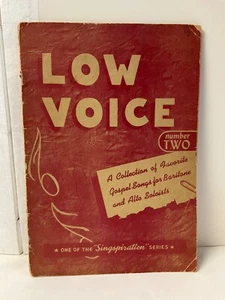 LOW
VOICE
number
TWO
A Collection of Favorite
Gospel Songs for Baritone
and Alto Soloists
★ ONE OF THE "Singspiration" SERIES ★